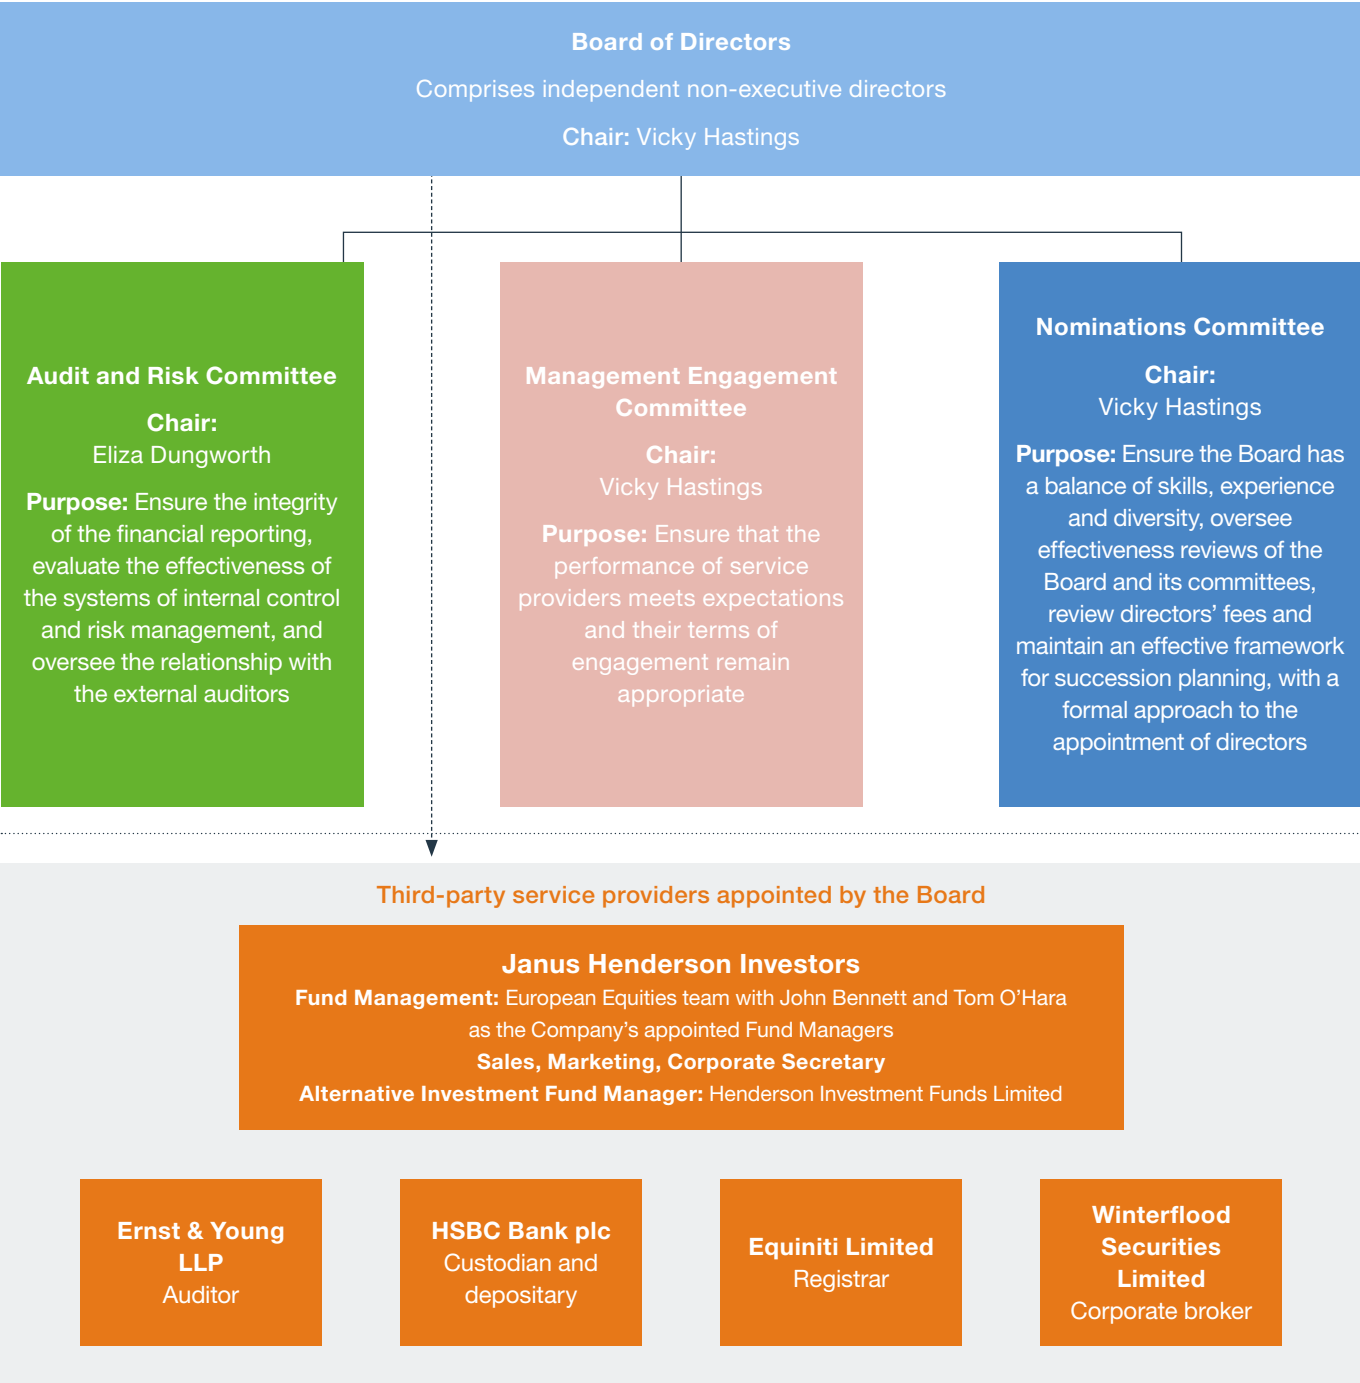 Board of Directors
Comprises independent non-executive directors
Chair: Vicky Hastings
Audit and Risk Committee
Chair:
Eliza Dungworth
Purpose: Ensure the integrity
of the financial reporting,
evaluate the effectiveness of
the systems of internal control
and risk management, and
oversee the relationship with
the external auditors
Management Engagement
Committee
Chair:
Vicky Hastings
Purpose: Ensure that the
performance of service
providers meets expectations
and their terms of
engagement remain
appropriate
Nominations Committee
Chair:
Vicky Hastings
Purpose: Ensure the Board has
a balance of skills, experience
and diversity, oversee
effectiveness reviews of the
Board and its committees,
review directors’ fees and
maintain an effective framework
for succession planning, with a
formal approach to the
appointment of directors
Third-party service providers appointed by the Board
Janus Henderson Investors
Fund Management: European Equities team with John Bennett and Tom O’Hara
as the Company’s appointed Fund Managers
Sales, Marketing, Corporate Secretary
Alternative Investment Fund Manager: Henderson Investment Funds Limited
Ernst & Young
LLP
Auditor
HSBC Bank plc
Custodian and
depositary
Equiniti Limited
Registrar
Winterflood
Securities
Limited
Corporate broker